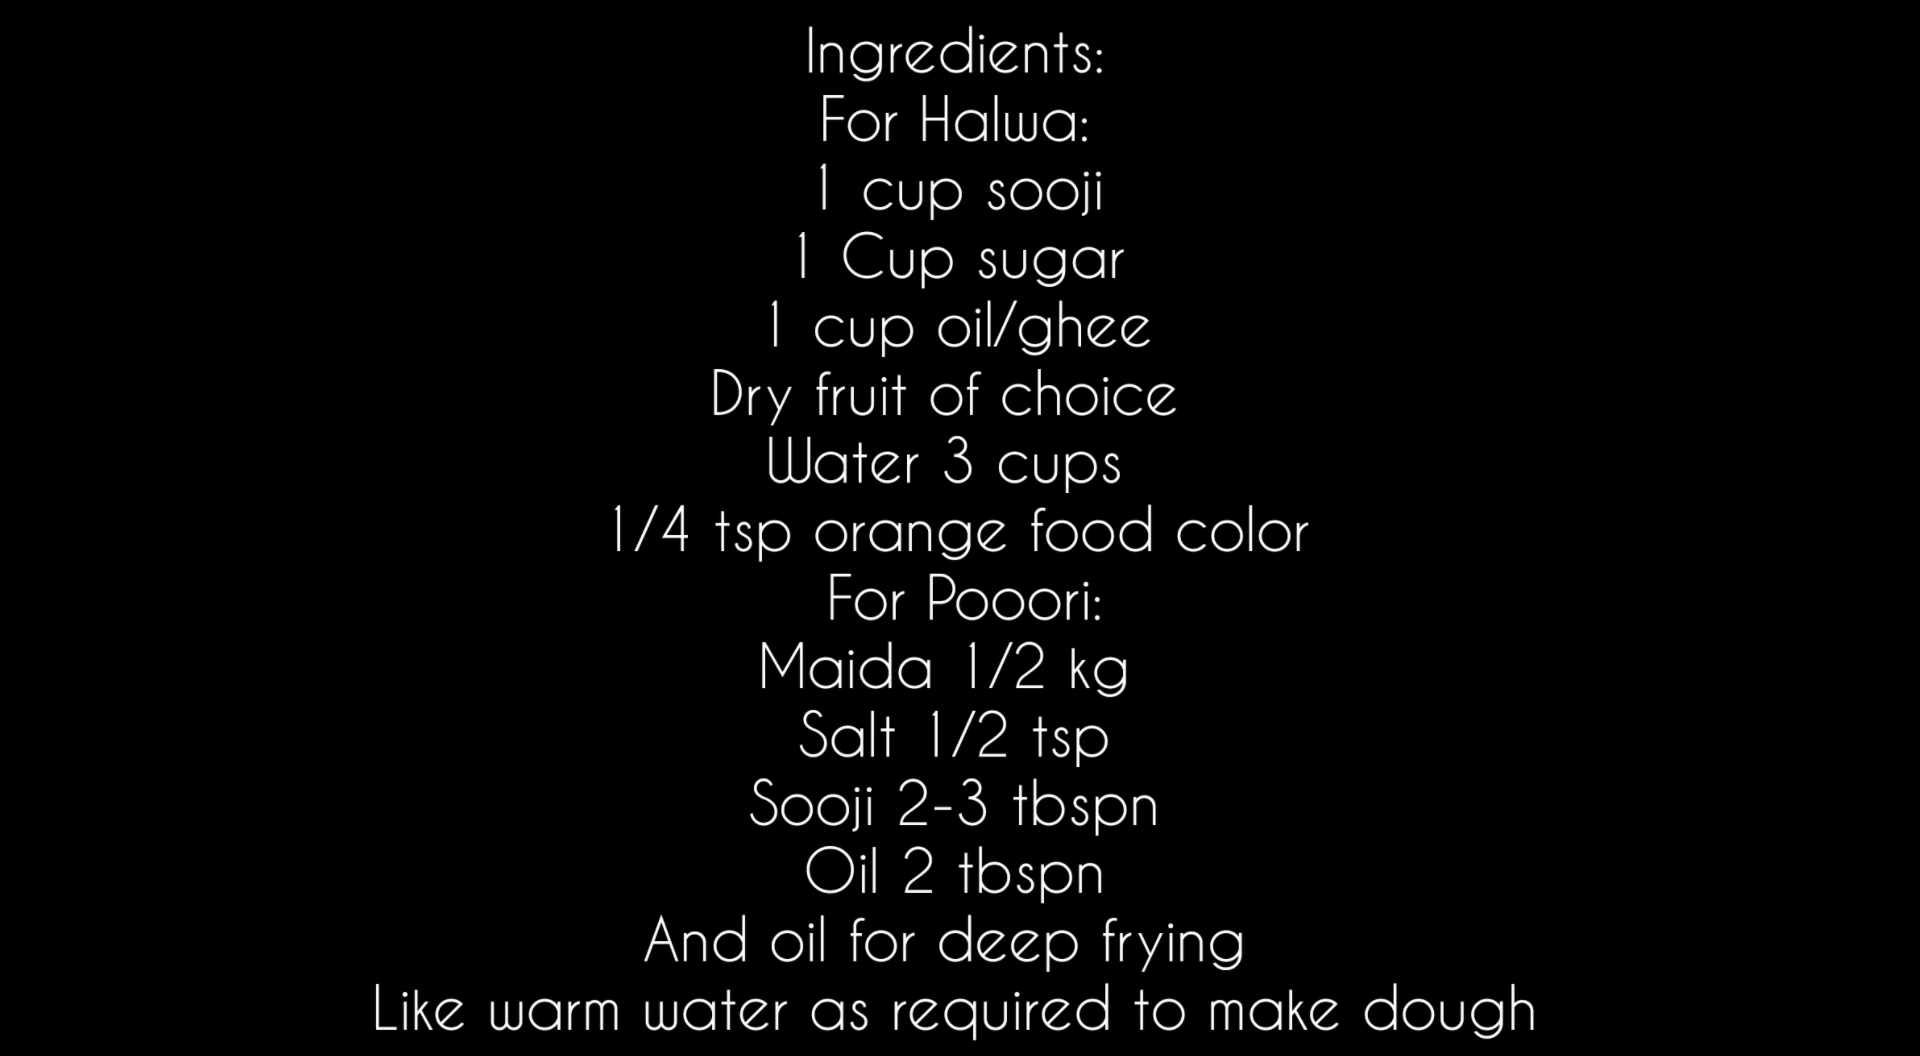 Ingredients:
For Halwa:
1 cup sooji
1 Cup sugar
1 cup oil/ghee
Dry fruit of choice
Water 3 cups
1/4 tsp orange food color
For Pooori:
Maida 1/2 kg
Salt 1/2 tsp
Sooji 2-3 tbspn
Oil 2 tbspn
And oil for deep frying
Like warm water as required to make dough